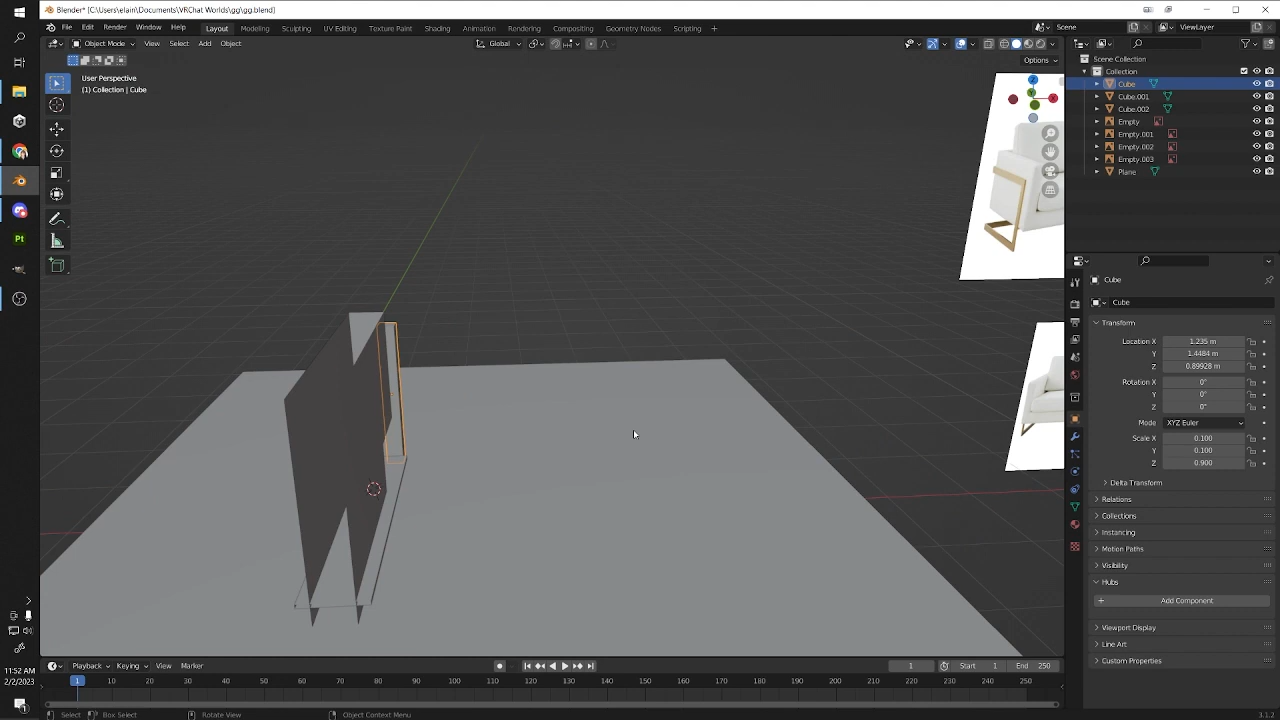 Blender* [C:\Users\elain\Documents\VRChat Worlds\gg\gg.blend]
File Edit Render Window Help Layout Modeling Sculpting UV Editing Texture Paint Shading Animation Rendering Compositing Geometry Nodes Scripting + Scene ViewLayer
Object Mode View Select Add Object Global
Options
User Perspective
(1) Collection | Cube
Z
Y
X
Scene Collection
Collection
Cube
Cube.001
Cube.002
Empty
Empty.001
Empty.002
Empty.003
Plane
Cube
Cube
Transform
Location X 1.235 m
Y 1.4484 m
Z 0.89928 m
Rotation X 0°
Y 0°
Z 0°
Mode XYZ Euler
Scale X 0.100
Y 0.100
Z 0.900
Delta Transform
Relations
Collections
Instancing
Motion Paths
Visibility
Hubs
+ Add Component
Viewport Display
Line Art
Custom Properties
Pt
11:52 AM
2/2/2023
Playback Keying View Marker 1 Start 1 End 250
1 10 20 30 40 50 60 70 80 90 100 110 120 130 140 150 160 170 180 190 200 210 220 230 240 250
Select Box Select Rotate View Object Context Menu 3.1.2